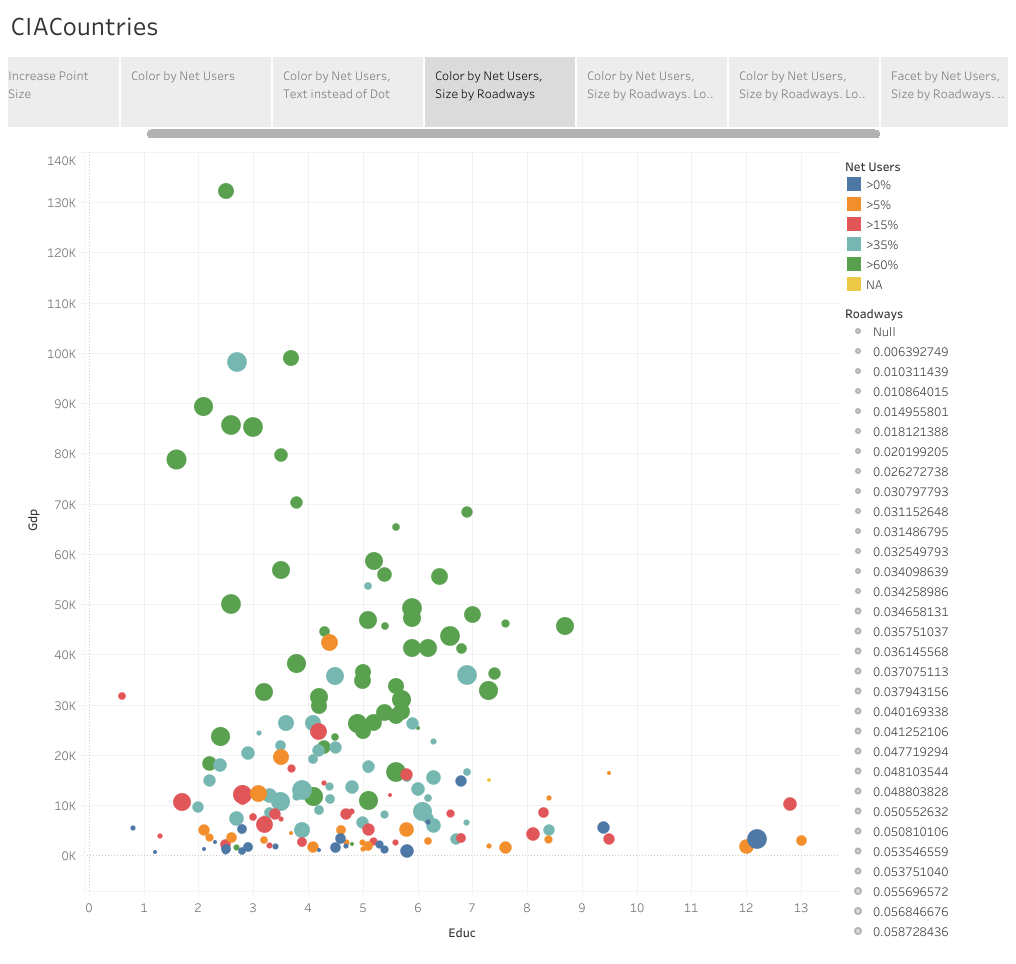 CIACountries
Increase Point
Size
Color by Net Users
Color by Net Users,
Text instead of Dot
Color by Net Users,
Size by Roadways
Color by Net Users,
Size by Roadways. Lo..
Color by Net Users,
Size by Roadways. Lo..
Facet by Net Users,
Size by Roadways. ..
140K
130K
120K
110K
100K
90K
80K
70K
60K
50K
40K
30K
20K
10K
0K
Gdp
0 1 2 3 4 5 6 7 8 9 10 11 12 13
Educ
Net Users
>0%
>5%
>15%
>35%
>60%
NA
Roadways
Null
0.006392749
0.010311439
0.010864015
0.014955801
0.018121388
0.020199205
0.026272738
0.030797793
0.031152648
0.031486795
0.032549793
0.034098639
0.034258986
0.034658131
0.035751037
0.036145568
0.037075113
0.037943156
0.040169338
0.041252106
0.047719294
0.048103544
0.048803828
0.050552632
0.050810106
0.053546559
0.053751040
0.055696572
0.056846676
0.058728436